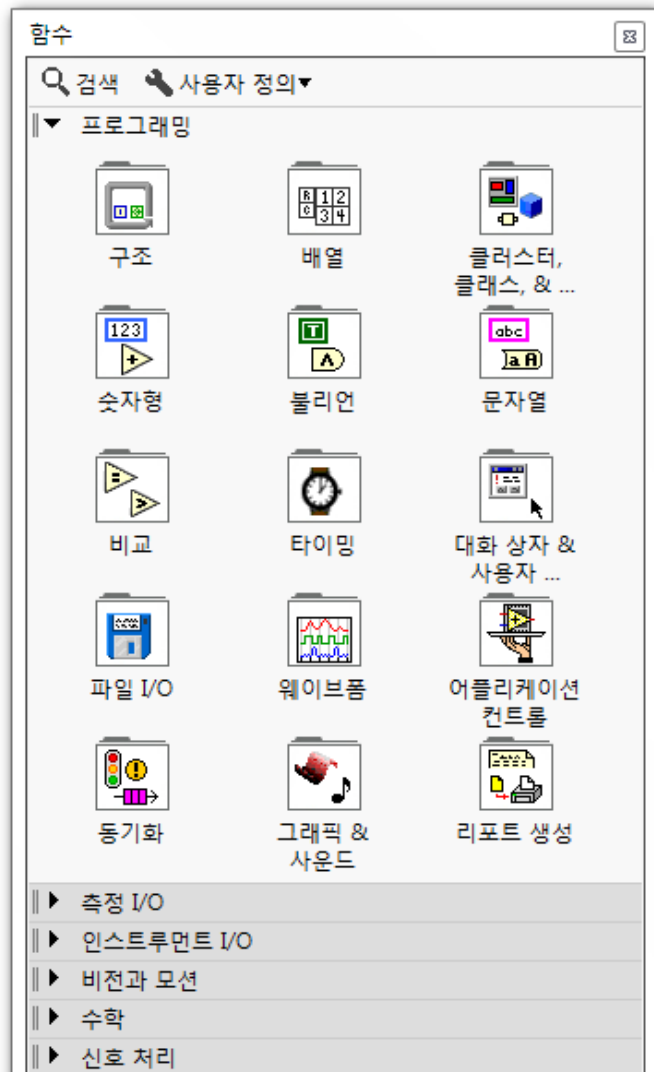 함수
검색 사용자 정의
프로그래밍
구조 배열 클러스터,
클래스, & ...
123
숫자형 불리언 문자열
비교 타이밍 대화 상자 &
사용자 ...
파일 I/O 웨이브폼 어플리케이션
컨트롤
동기화 그래픽 &
사운드
리포트 생성
측정 I/O
인스트루먼트 I/O
비전과 모션
수학
신호 처리